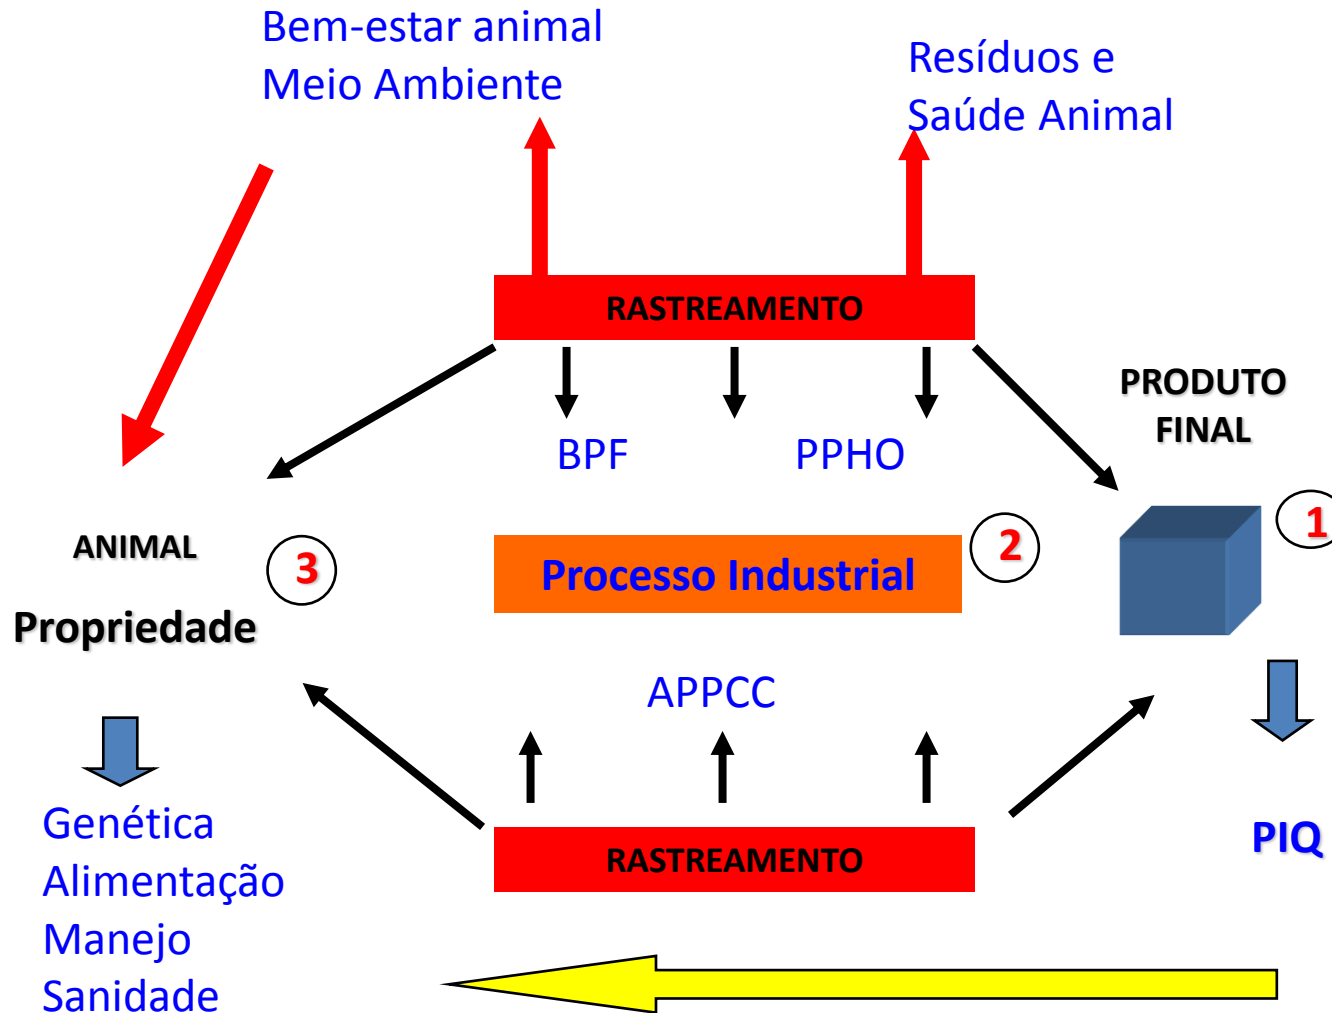 Bem-estar animal
Meio Ambiente
Resíduos e
Saúde Animal
RASTREAMENTO
PRODUTO
FINAL
BPF
PPHO
ANIMAL
Propriedade
3
Processo Industrial
2
1
APPCC
Genética
Alimentação
Manejo
Sanidade
RASTREAMENTO
PIQ